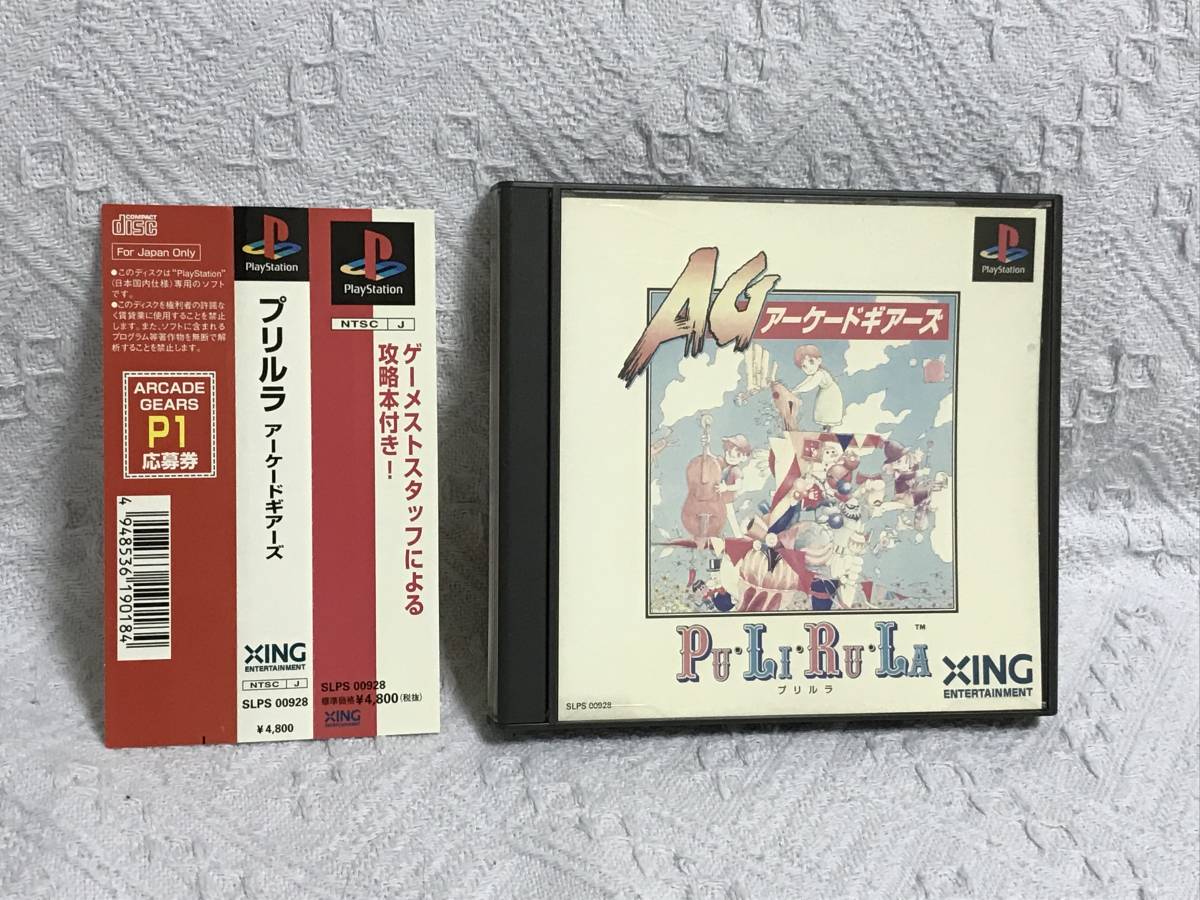 COMPACT
disc
For Japan Only
●このディスクは"PlayStation"
(日本国内仕様)専用のソフト
です。
●このディスクを権利者の許諾な
く賃貸業に使用することを禁止
します。また、ソフトに含まれる
プログラム等著作物を無断で解
析することを禁止します。
ARCADE
GEARS
P1
応募券
4948536190184
PlayStation
プリルラ アーケードギアーズ
XING
ENTERTAINMENT
NTSC J
SLPS 00928
¥4,800
PlayStation
NTSC J
ゲーメストスタッフによる
攻略本付き!
SLPS 00928
標準価格¥4,800(税抜)
XING
ENTERTAINMENT
PlayStation
AG
アーケードギアーズ
PU·LI·RU·LA™
プリルラ
XING
ENTERTAINMENT
SLPS 00928